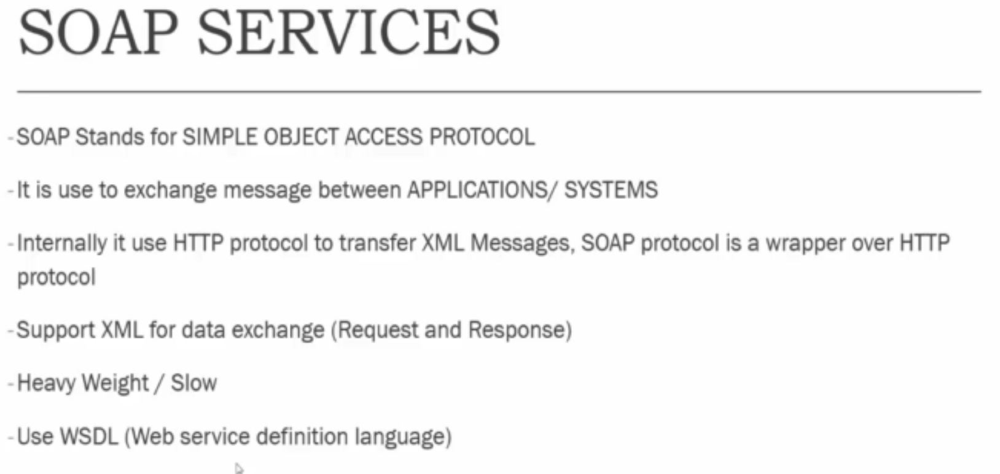 SOAP SERVICES
-SOAP Stands for SIMPLE OBJECT ACCESS PROTOCOL
-It is use to exchange message between APPLICATIONS/ SYSTEMS
-Internally it use HTTP protocol to transfer XML Messages, SOAP protocol is a wrapper over HTTP
protocol
-Support XML for data exchange (Request and Response)
-Heavy Weight / Slow
-Use WSDL (Web service definition language)